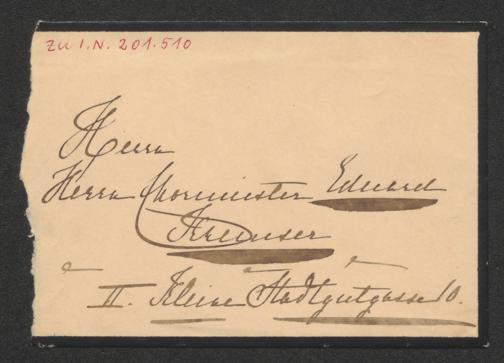 Zu I.N. 201.510
Herrn
Herrn Chormeister Eduard
Kremser
II. Kleine Stadtgutgasse 10.